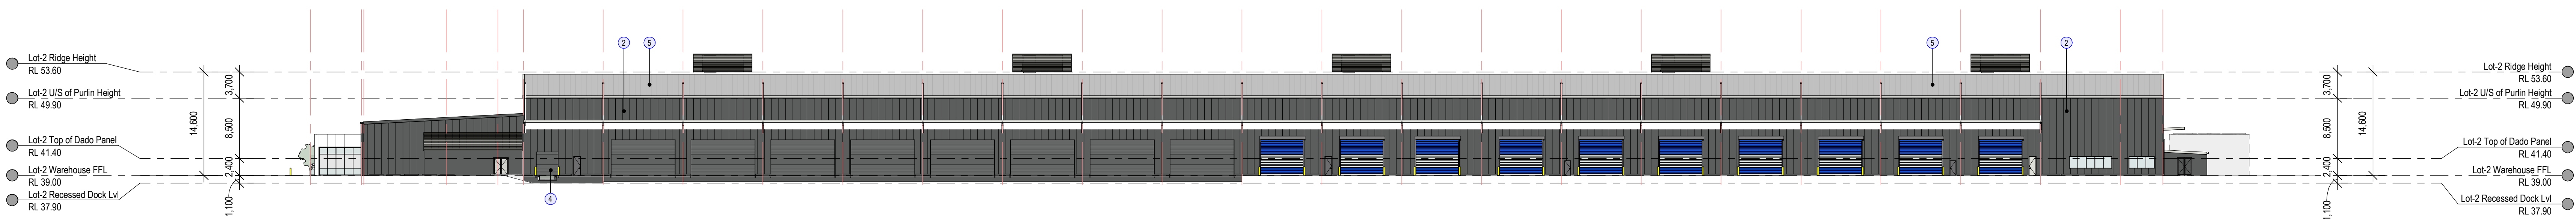 Lot-2 Ridge Height
RL 53.60
Lot-2 U/S of Purlin Height
RL 49.90
Lot-2 Top of Dado Panel
RL 41.40
Lot-2 Warehouse FFL
RL 39.00
Lot-2 Recessed Dock Lvl
RL 37.90
14,600
3,700
8,500
2,400
1,100
2
5
4
5
2
3,700
8,500
2,400
1,100
14,600
Lot-2 Ridge Height
RL 53.60
Lot-2 U/S of Purlin Height
RL 49.90
Lot-2 Top of Dado Panel
RL 41.40
Lot-2 Warehouse FFL
RL 39.00
Lot-2 Recessed Dock Lvl
RL 37.90